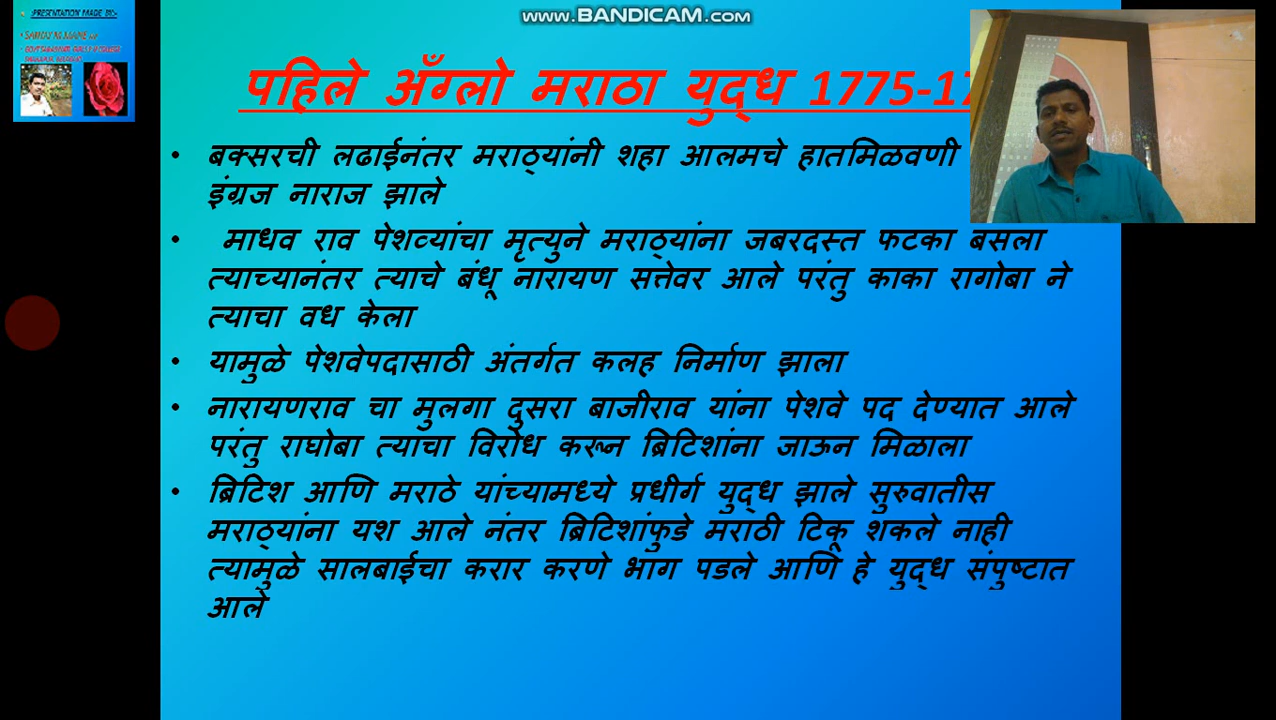 www.BANDICAM.com
PRESENTATION MADE BY:-
पहिले अँग्लो मराठा युद्ध 1775-17
• बक्सरची लढाईनंतर मराठ्यांनी शहा आलमचे हातमिळवणी
इंग्रज नाराज झाले
• माधव राव पेशव्यांचा मृत्युने मराठ्यांना जबरदस्त फटका बसला
त्याच्यानंतर त्याचे बंधू नारायण सत्तेवर आले परंतु काका रागोबा ने
त्याचा वध केला
• यामुळे पेशवेपदासाठी अंतर्गत कलह निर्माण झाला
• नारायणराव चा मुलगा दुसरा बाजीराव यांना पेशवे पद देण्यात आले
परंतु राघोबा त्याचा विरोध करून ब्रिटिशांना जाऊन मिळाला
• ब्रिटिश आणि मराठे यांच्यामध्ये प्रधीर्ग युद्ध झाले सुरुवातीस
मराठ्यांना यश आले नंतर ब्रिटिशांफुडे मराठी टिकू शकले नाही
त्यामुळे सालबाईचा करार करणे भाग पडले आणि हे युद्ध संपुष्टात
आले